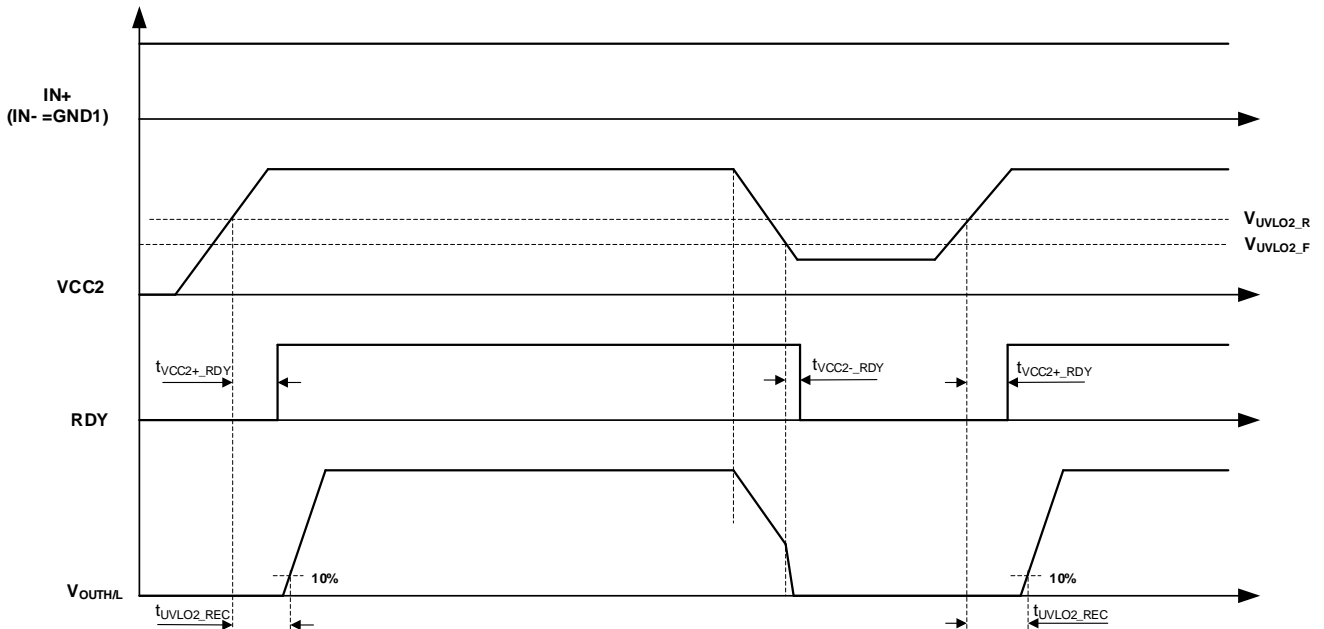 IN+
(IN- =GND1)
VUVLO2_R
VUVLO2_F
VCC2
tVCC2+_RDY
tVCC2-_RDY
tVCC2+_RDY
RDY
10%
10%
VOUTH/L
tUVLO2_REC
tUVLO2_REC